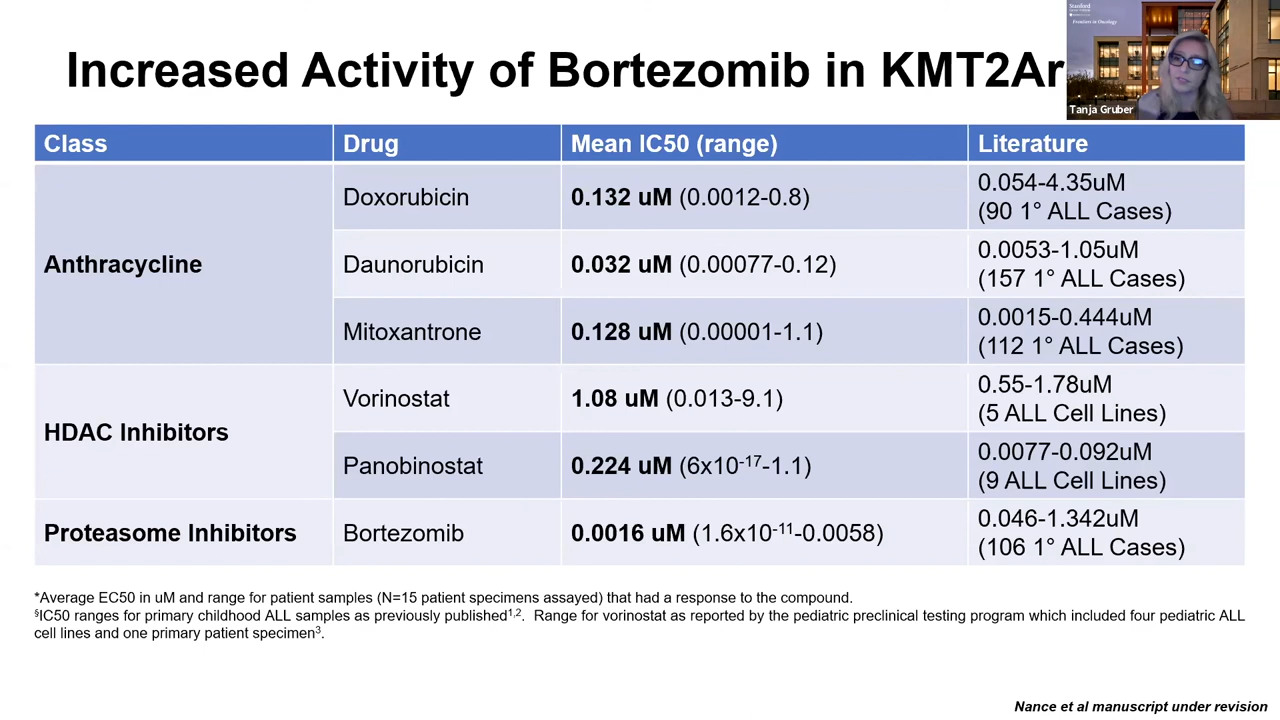 Increased Activity of Bortezomib in KMT2Ar
Stanford
Frontiers in Oncology
Tanja Gruber
Class Drug Mean IC50 (range) Literature
Anthracycline
Doxorubicin 0.132 uM (0.0012-0.8) 0.054-4.35uM
(90 1° ALL Cases)
Daunorubicin 0.032 uM (0.00077-0.12) 0.0053-1.05uM
(157 1° ALL Cases)
Mitoxantrone 0.128 uM (0.00001-1.1) 0.0015-0.444uM
(112 1° ALL Cases)
HDAC Inhibitors
Vorinostat 1.08 uM (0.013-9.1) 0.55-1.78uM
(5 ALL Cell Lines)
Panobinostat 0.224 uM (6x10⁻¹⁷-1.1) 0.0077-0.092uM
(9 ALL Cell Lines)
Proteasome Inhibitors Bortezomib 0.0016 uM (1.6x10⁻¹¹-0.0058) 0.046-1.342uM
(106 1° ALL Cases)
*Average EC50 in uM and range for patient samples (N=15 patient specimens assayed) that had a response to the compound.
§IC50 ranges for primary childhood ALL samples as previously published¹,². Range for vorinostat as reported by the pediatric preclinical testing program which included four pediatric ALL
cell lines and one primary patient specimen³.
Nance et al manuscript under revision